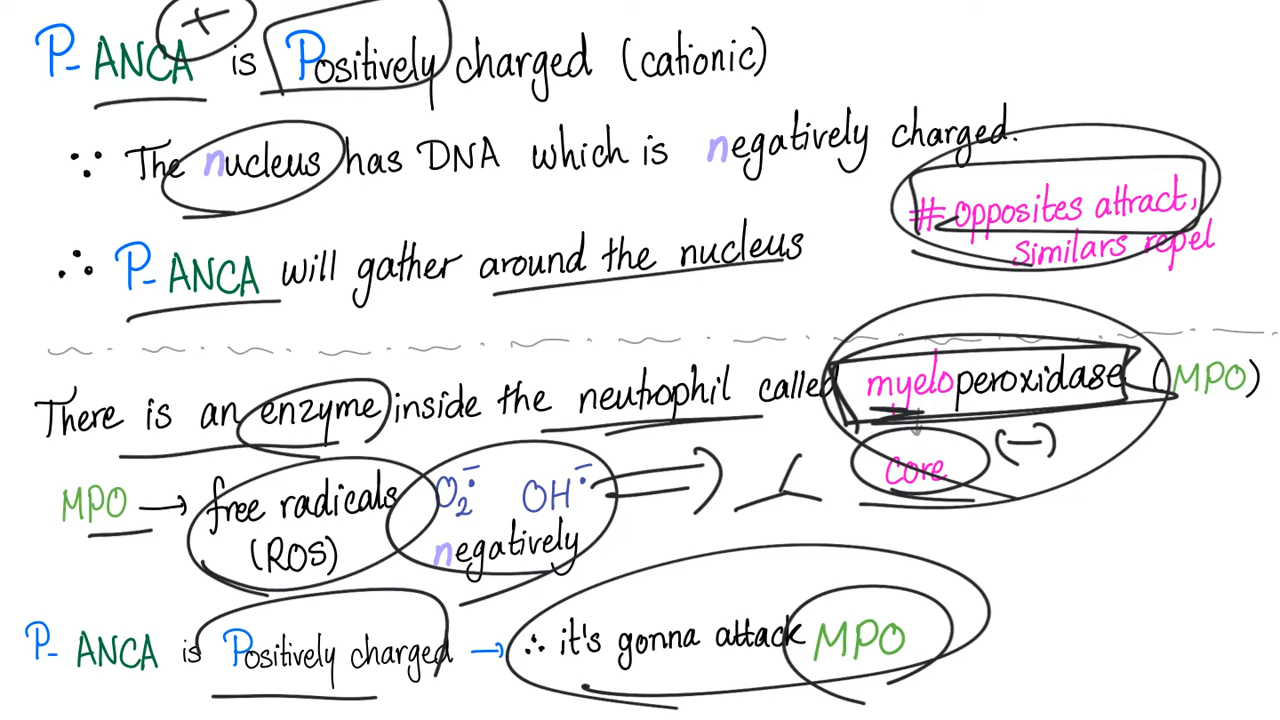 P- ANCA is Positively charged (cationic)
∵ The nucleus has DNA which is negatively charged.
# opposites attract,
similars repel
∴ P- ANCA will gather around the nucleus
There is an enzyme inside the neutrophil called myeloperoxidase (MPO)
core (-)
MPO → free radicals O₂•⁻ OH•⁻
(ROS) negatively
P- ANCA is Positively charged → ∴ it's gonna attack MPO